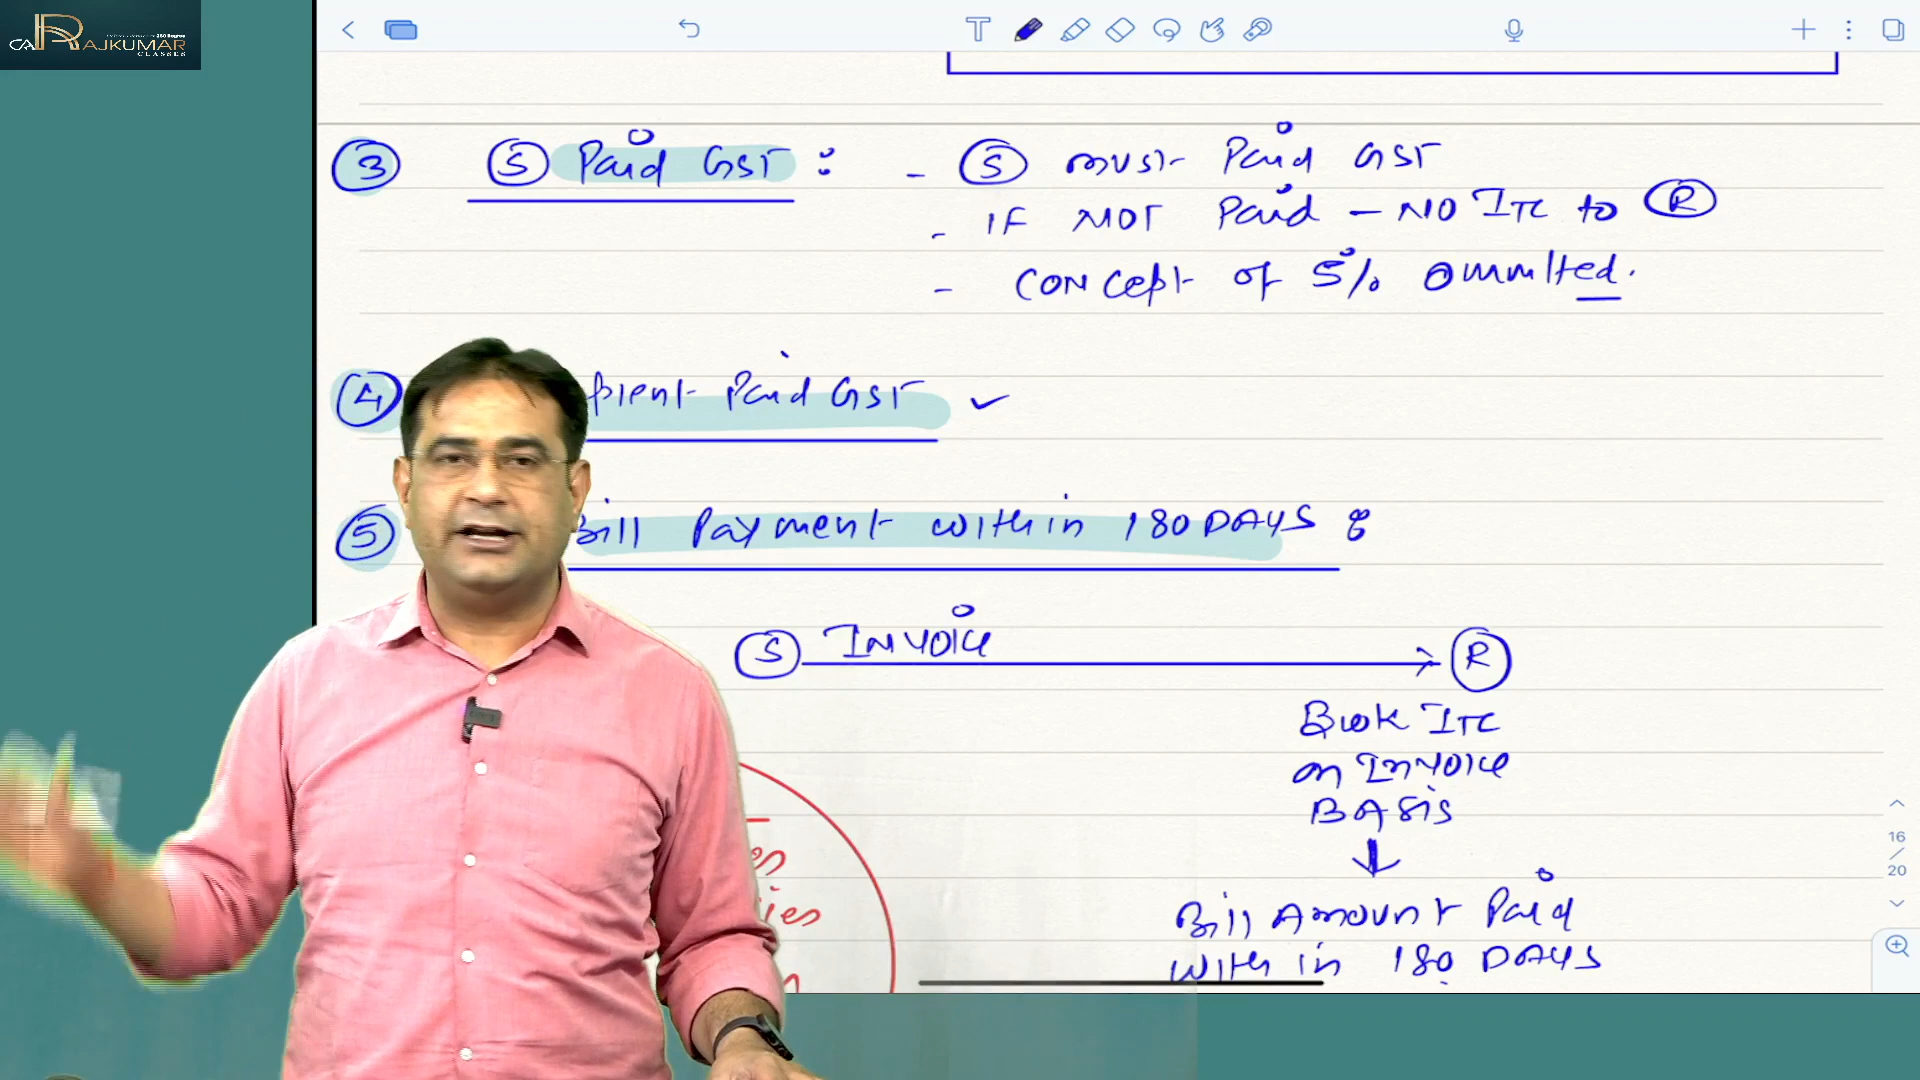 CA RAJKUMAR
CLASSES
3 S Paid GST :
- S must Paid GST
- IF NOT Paid - NO ITC to R
- CONCept of 5% Ommitted.
4 pient Paid GST ✓
5 Bill Payment within 180 DAYS :
S INVOICE → R
Book ITC
on INVOICE
BASIS
↓
Bill Amount Paid
within 180 DAYS
16
/
20